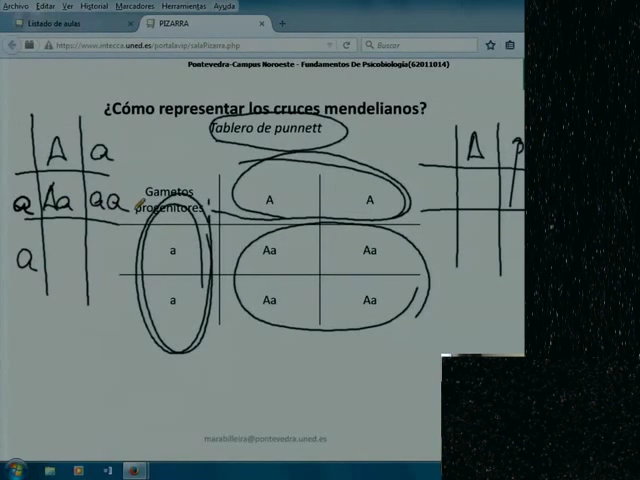 Archivo Editar Ver Historial Marcadores Herramientas Ayuda
Listado de aulas × PIZARRA × +
https://www.intecca.uned.es/portalavip/salaPizarra.php
Buscar
Pontevedra-Campus Noroeste - Fundamentos De Psicobiología(62011014)
¿Cómo representar los cruces mendelianos?
Tablero de punnett
A a
a Aa aa
a
Gametos
progenitores
A A
a Aa Aa
a Aa Aa
A
marabilleira@pontevedra.uned.es